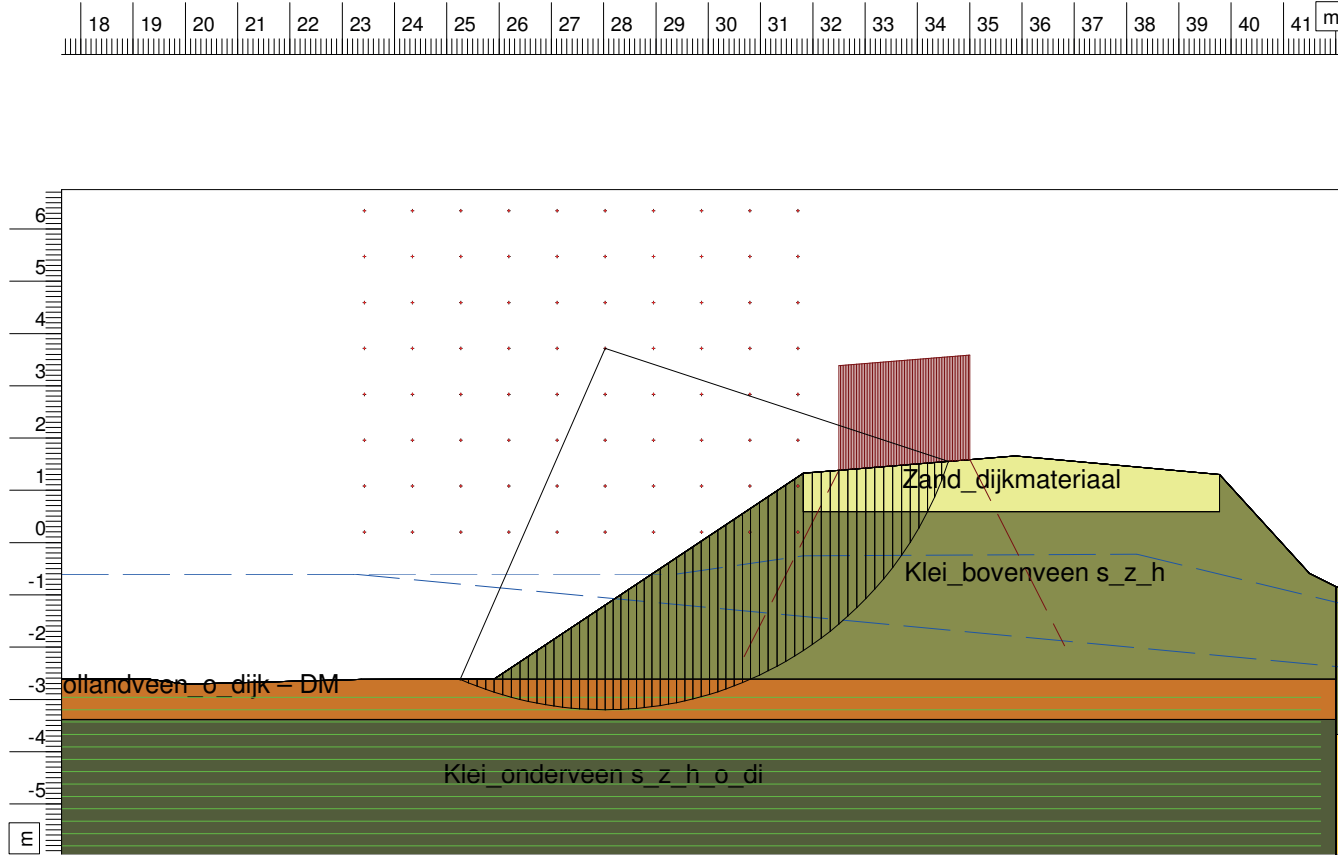 18 19 20 21 22 23 24 25 26 27 28 29 30 31 32 33 34 35 36 37 38 39 40 41 m
6
5
4
3
2
1
Zand_dijkmateriaal
0
-1
Klei_bovenveen s_z_h
-2
-3
ollandveen_o_dijk – DM
-4
Klei_onderveen s_z_h_o_di
-5
m